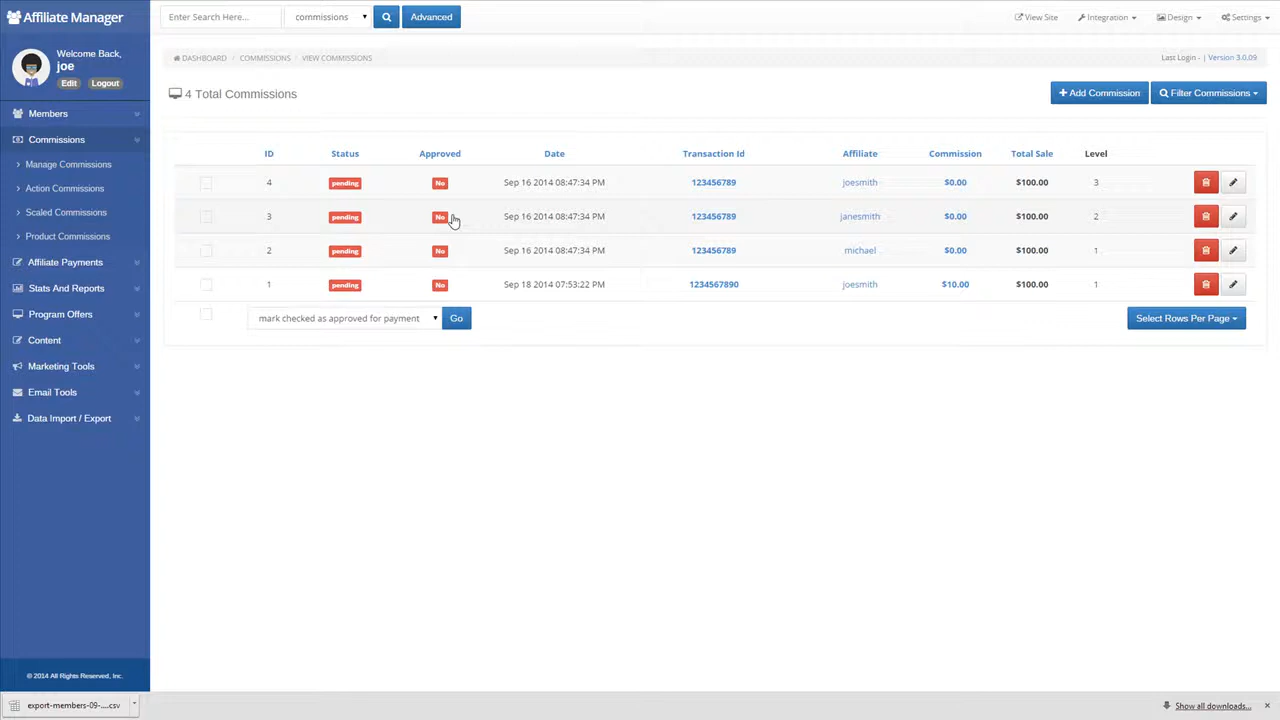 Affiliate Manager
Enter Search Here...
commissions
Advanced
View Site
Integration
Design
Settings
Welcome Back,
joe
Edit
Logout
DASHBOARD / COMMISSIONS / VIEW COMMISSIONS
Last Login - | Version 3.0.09
4 Total Commissions
+ Add Commission
Filter Commissions
Members
Commissions
Manage Commissions
Action Commissions
Scaled Commissions
Product Commissions
Affiliate Payments
Stats And Reports
Program Offers
Content
Marketing Tools
Email Tools
Data Import / Export
ID Status Approved Date Transaction Id Affiliate Commission Total Sale Level
4 pending No Sep 16 2014 08:47:34 PM 123456789 joesmith $0.00 $100.00 3
3 pending No Sep 16 2014 08:47:34 PM 123456789 janesmith $0.00 $100.00 2
2 pending No Sep 16 2014 08:47:34 PM 123456789 michael $0.00 $100.00 1
1 pending No Sep 18 2014 07:53:22 PM 1234567890 joesmith $10.00 $100.00 1
mark checked as approved for payment
Go
Select Rows Per Page
© 2014 All Rights Reserved, Inc.
export-members-09-....csv
Show all downloads...